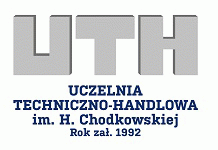 UTH
UCZELNIA
TECHNICZNO-HANDLOWA
im. H. Chodkowskiej
Rok zał. 1992